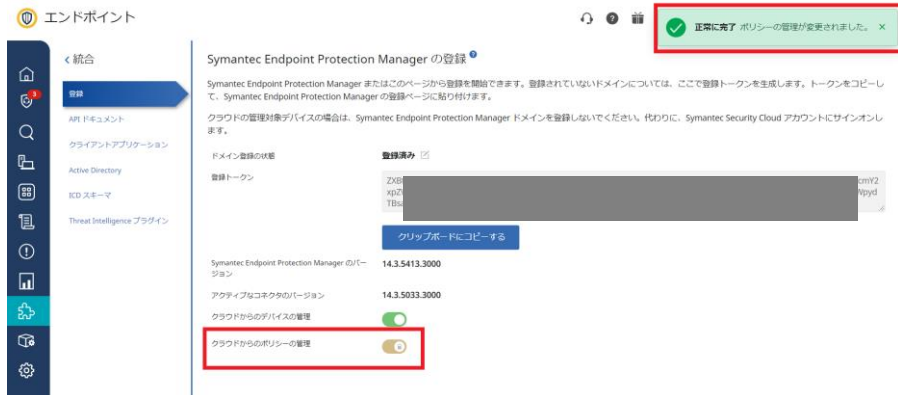 エンドポイント
正常に完了 ポリシーの管理が変更されました。 ×
3
< 統合
登録
API ドキュメント
クライアントアプリケーション
Active Directory
ICD スキーマ
Threat Intelligence プラグイン
Symantec Endpoint Protection Manager の登録
Symantec Endpoint Protection Manager またはこのページから登録を開始できます。登録されていないドメインについては、ここで登録トークンを生成します。トークンをコピーし
て、Symantec Endpoint Protection Manager の登録ページに貼り付けます。
クラウドの管理対象デバイスの場合は、Symantec Endpoint Protection Manager ドメインを登録しないでください。代わりに、Symantec Security Cloud アカウントにサインオンし
ます。
ドメイン登録の状態 登録済み
登録トークン
ZXB cmY2
xpZ Wpyd
TBs
クリップボードにコピーする
Symantec Endpoint Protection Manager のバー
ジョン
14.3.5413.3000
アクティブなコネクタのバージョン 14.3.5033.3000
クラウドからのデバイスの管理
クラウドからのポリシーの管理